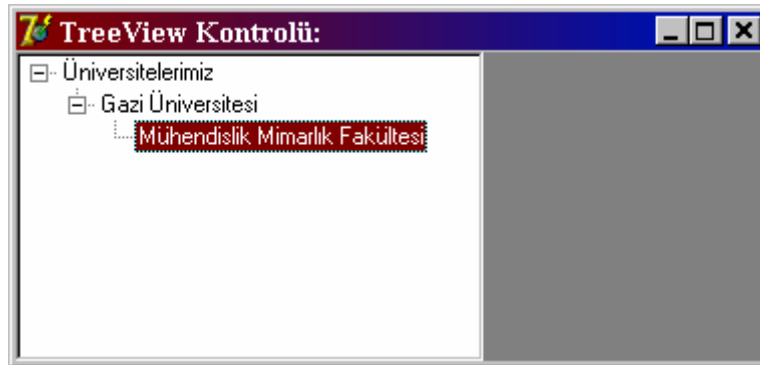 TreeView Kontrolü:
Üniversitelerimiz
Gazi Üniversitesi
Mühendislik Mimarlık Fakültesi